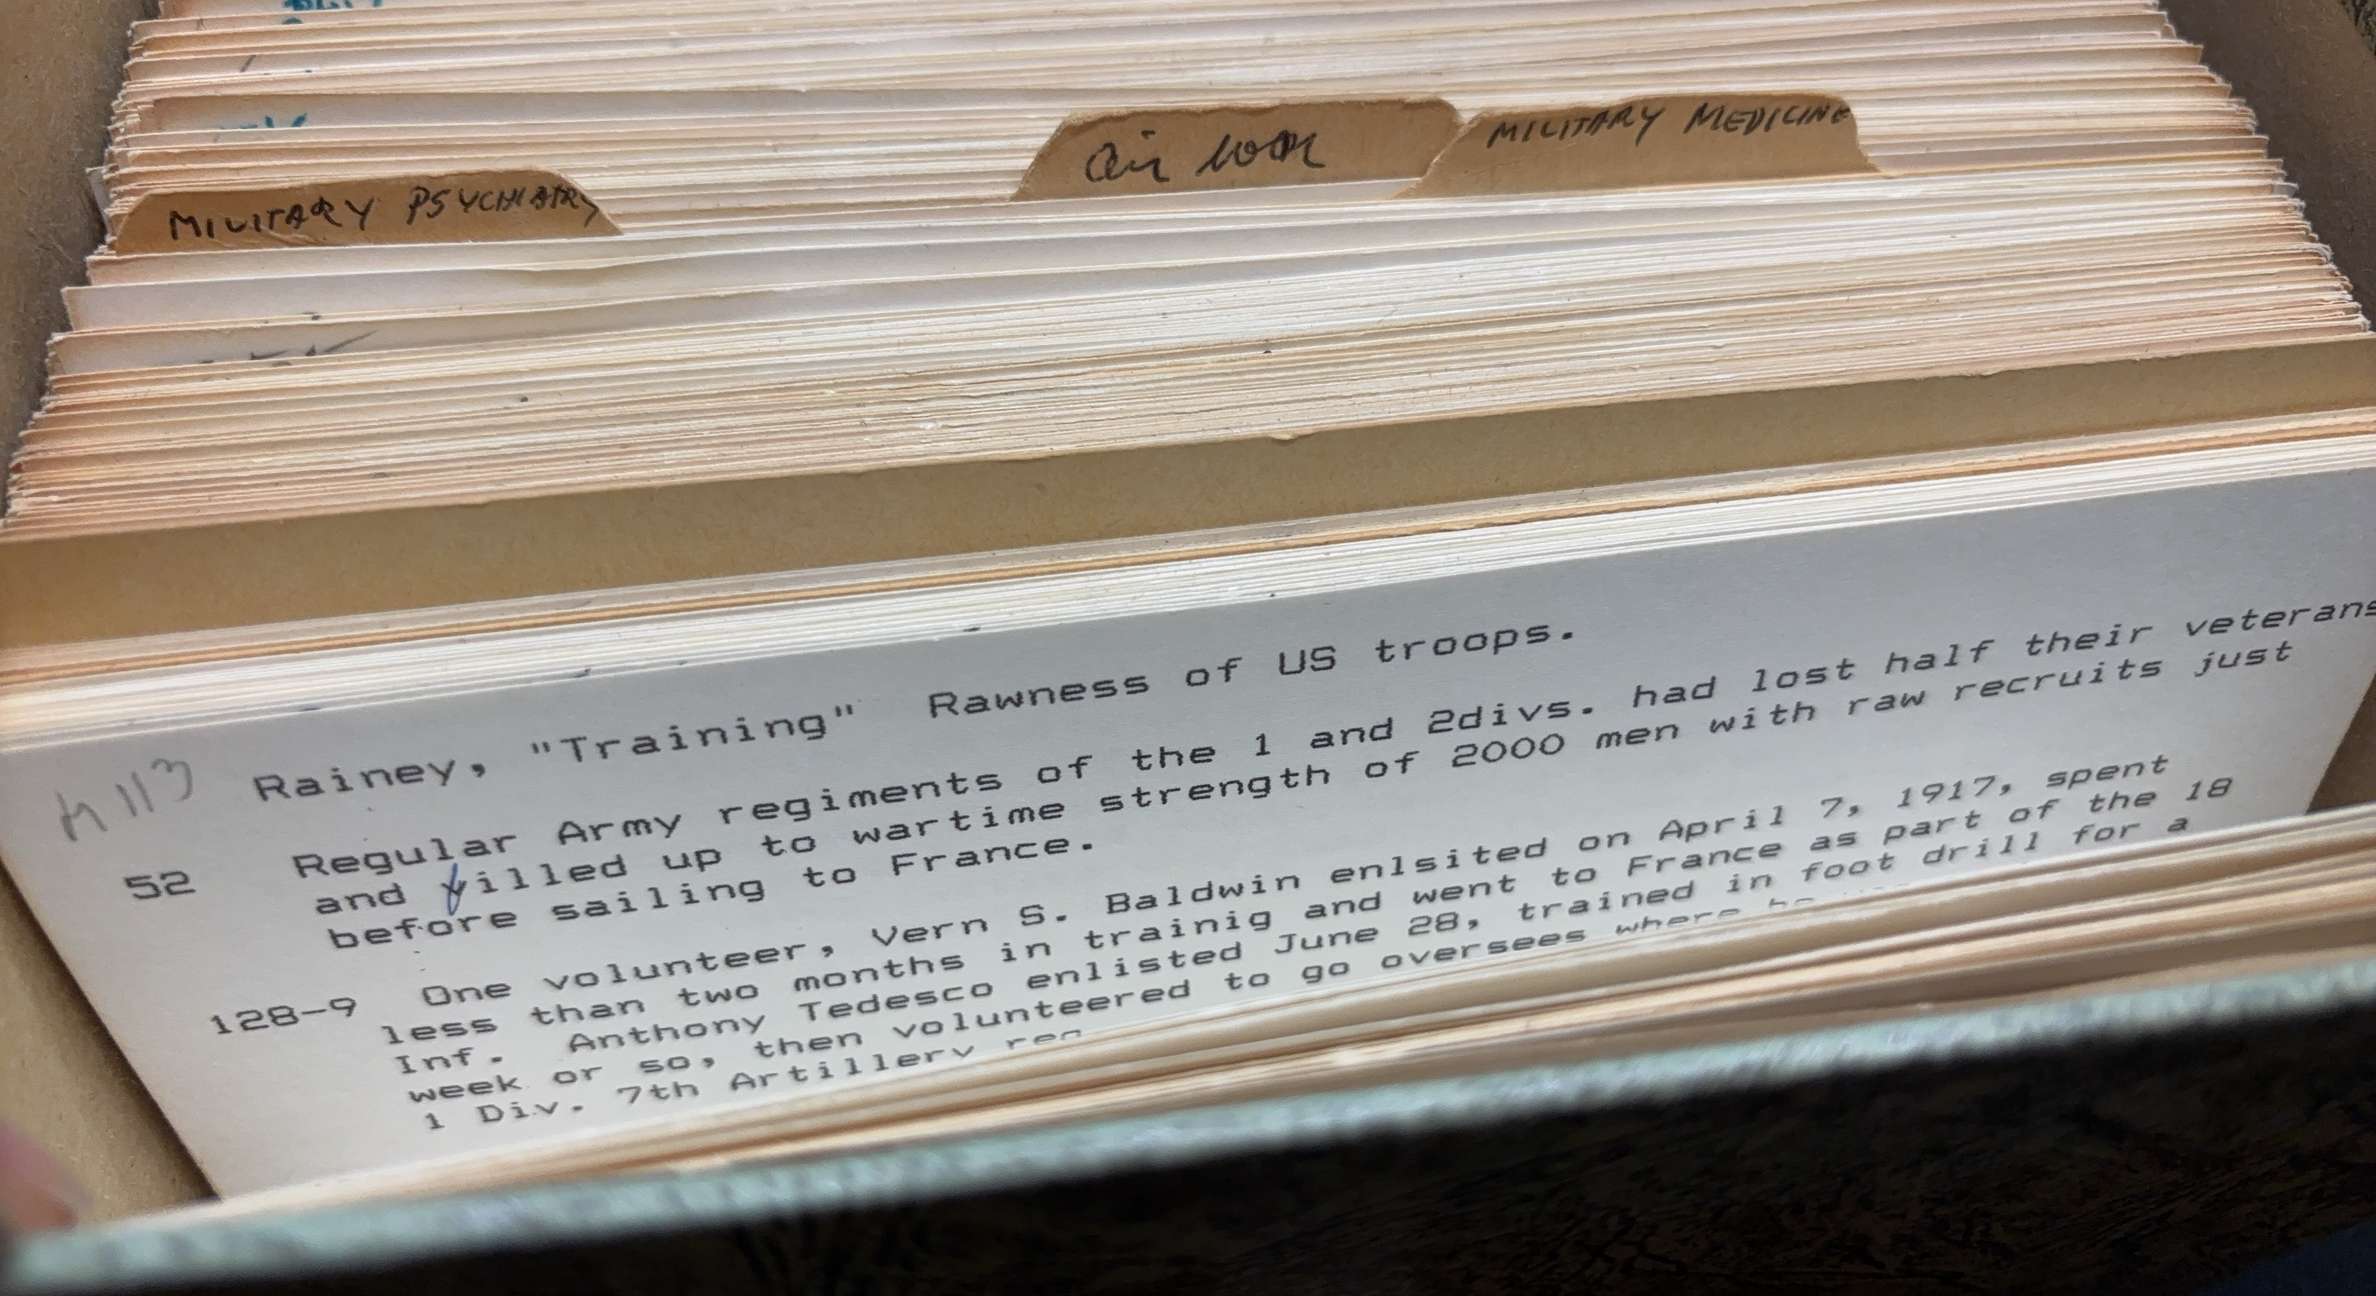 MILITARY PSYCHIATRY
Air War
MILITARY MEDICINE
Rainey, "Training" Rawness of US troops.
52 Regular Army regiments of the 1 and 2divs. had lost half their veterans
and filled up to wartime strength of 2000 men with raw recruits just
before sailing to France.
128-9 One volunteer, Vern S. Baldwin enlsited on April 7, 1917, spent
less than two months in trainig and went to France as part of the 18
Inf. Anthony Tedesco enlisted June 28, trained in foot drill for a
week or so, then volunteered to go oversees where he
1 Div. 7th Artillery